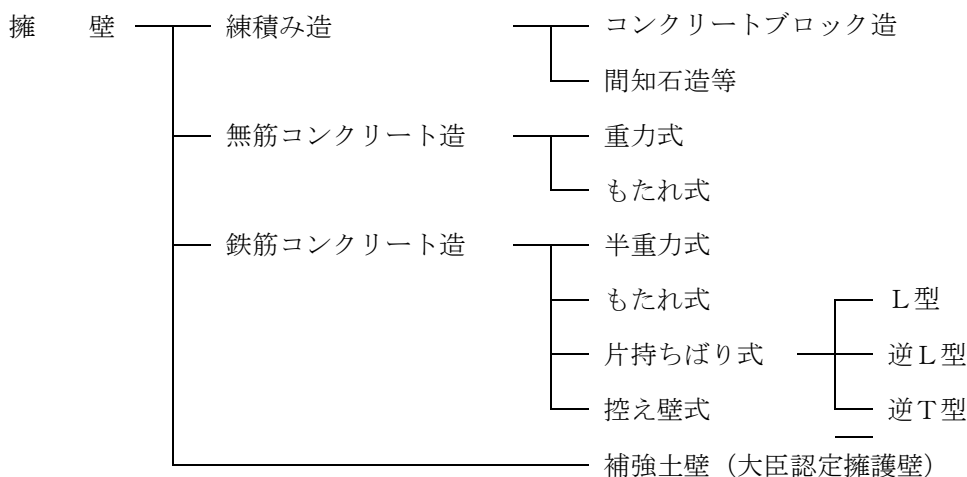 擁　　壁　練積み造　コンクリートブロック造
間知石造等
無筋コンクリート造　重力式
もたれ式
鉄筋コンクリート造　半重力式
もたれ式　Ｌ型
片持ちばり式　逆Ｌ型
控え壁式　逆Ｔ型
補強土壁（大臣認定擁護壁）